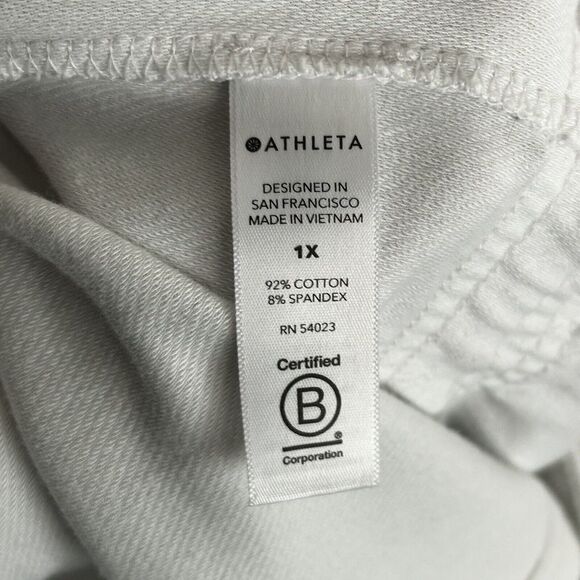 ATHLETA
DESIGNED IN
SAN FRANCISCO
MADE IN VIETNAM
1X
92% COTTON
8% SPANDEX
RN 54023
Certified
B
®
Corporation